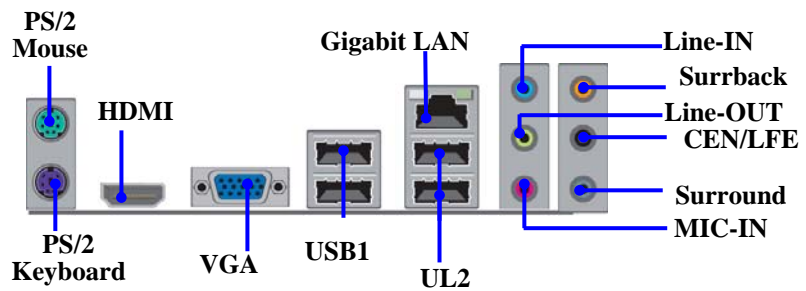 PS/2
Mouse
HDMI
Gigabit LAN
Line-IN
Surrback
Line-OUT
CEN/LFE
Surround
MIC-IN
PS/2
Keyboard
VGA
USB1
UL2